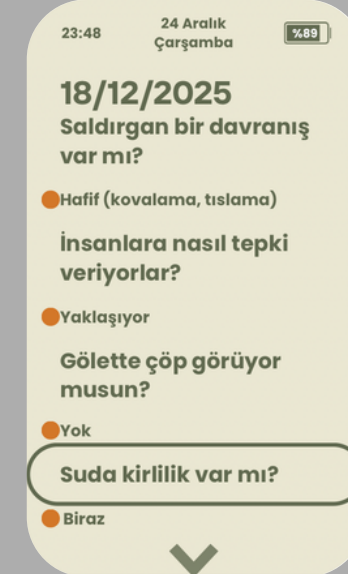 23:48
24 Aralık
Çarşamba
%89
18/12/2025
Saldırgan bir davranış
var mı?
Hafif (kovalama, tıslama)
İnsanlara nasıl tepki
veriyorlar?
Yaklaşıyor
Gölette çöp görüyor
musun?
Yok
Suda kirlilik var mı?
Biraz